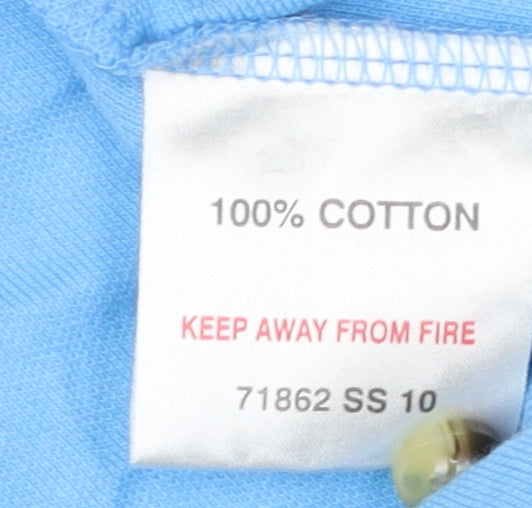 100% COTTON
KEEP AWAY FROM FIRE
71862 SS 10